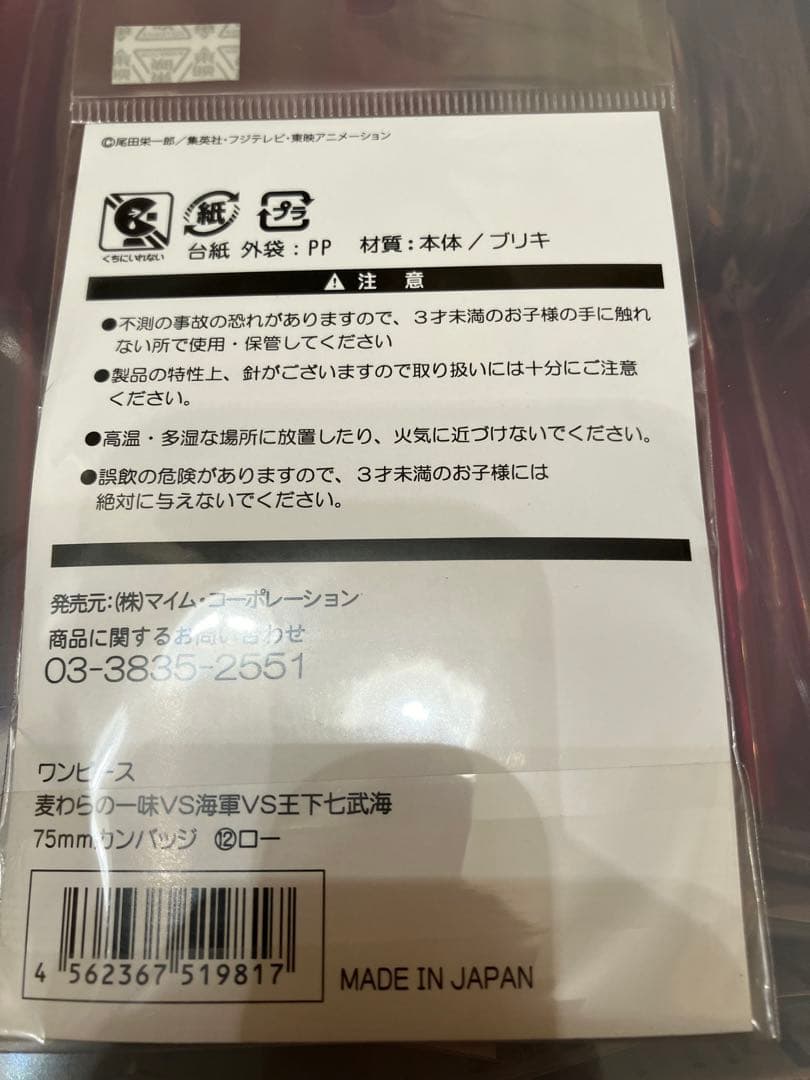 ©尾田栄一郎／集英社・フジテレビ・東映アニメーション
くちにいれない
紙
プラ
台紙 外袋：PP 材質：本体／ブリキ
注 意
●不測の事故の恐れがありますので、3才未満のお子様の手に触れ
ない所で使用・保管してください
●製品の特性上、針がございますので取り扱いには十分にご注意
ください。
●高温・多湿な場所に放置したり、火気に近づけないでください。
●誤飲の危険がありますので、3才未満のお子様には
絶対に与えないでください。
発売元:(株)マイム・コーポレーション
商品に関するお問い合わせ
03-3835-2551
ワンピース
麦わらの一味VS海軍VS王下七武海
75mmカンバッジ ⑫ロー
4 562367 519817
MADE IN JAPAN